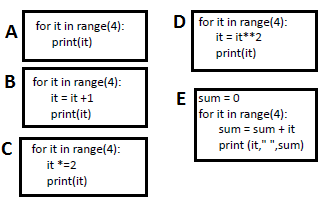 A
for it in range(4):
print(it)
B
for it in range(4):
it = it +1
print(it)
C
for it in range(4):
it *=2
print(it)
D
for it in range(4):
it = it**2
print(it)
E
sum = 0
for it in range(4):
sum = sum + it
print (it," ",sum)